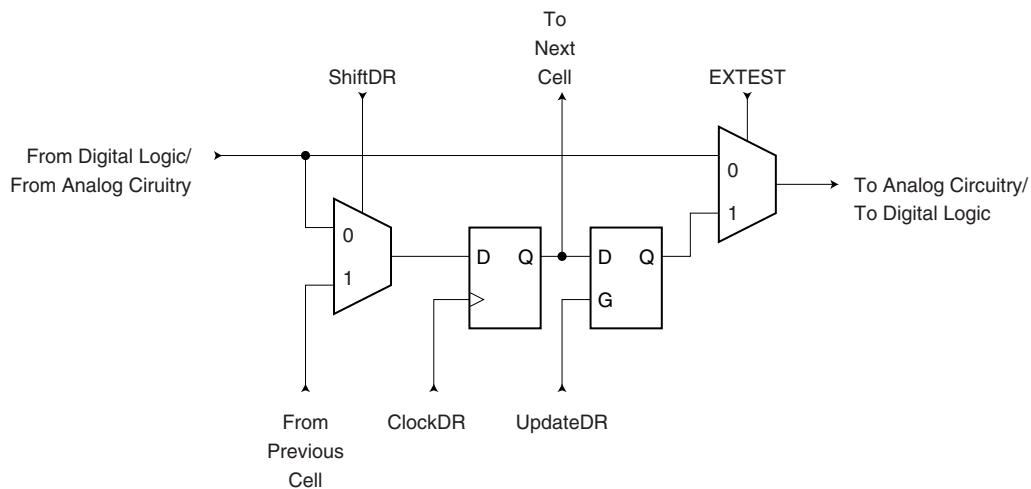 To
Next
Cell
ShiftDR
EXTEST
From Digital Logic/
From Analog Ciruitry
0
1
D Q
D Q
G
0
1
To Analog Circuitry/
To Digital Logic
From
Previous
Cell
ClockDR
UpdateDR